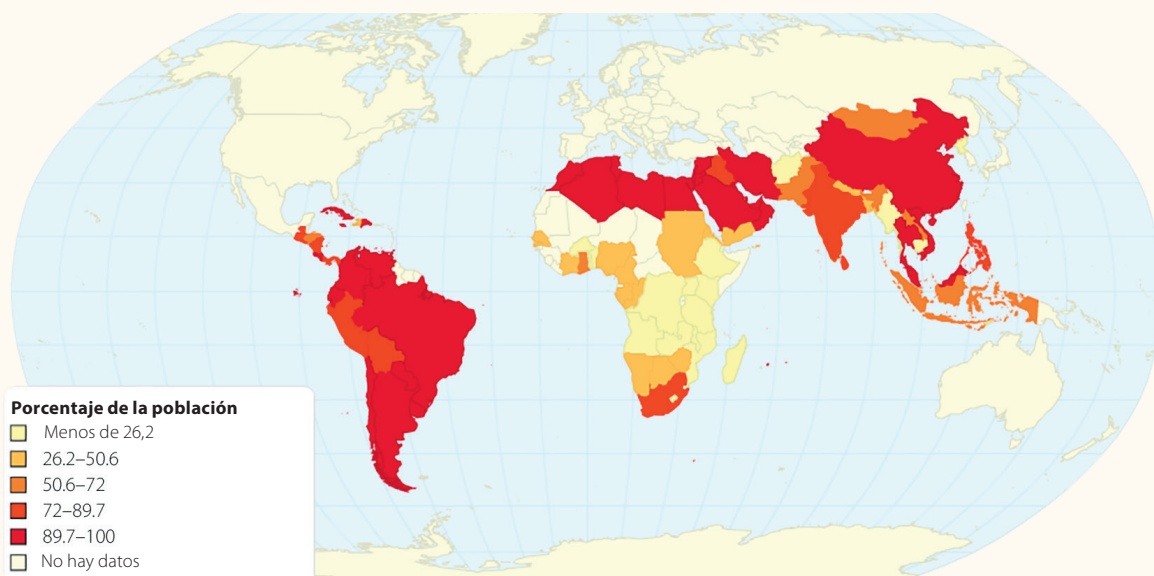 Porcentaje de la población
Menos de 26,2
26.2–50.6
50.6–72
72–89.7
89.7–100
No hay datos